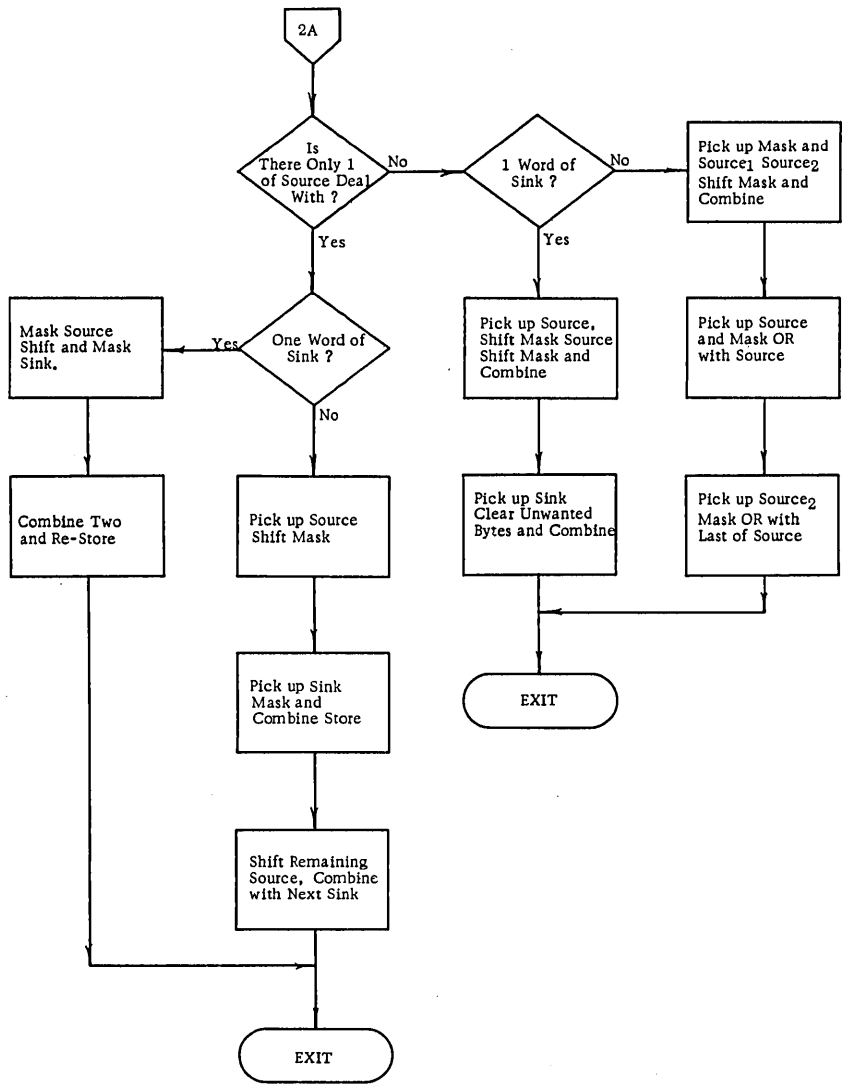 2A
Is
There Only 1
of Source Deal
With ?
No
1 Word of
Sink ?
No
Pick up Mask and
Source1 Source2
Shift Mask and
Combine
Yes
Yes
Mask Source
Shift and Mask
Sink.
Yes
One Word of
Sink ?
No
Pick up Source,
Shift Mask Source
Shift Mask and
Combine
Pick up Source
and Mask OR
with Source
Combine Two
and Re-Store
Pick up Source
Shift Mask
Pick up Sink
Clear Unwanted
Bytes and Combine
Pick up Source2
Mask OR with
Last of Source
Pick up Sink
Mask and
Combine Store
EXIT
Shift Remaining
Source, Combine
with Next Sink
EXIT